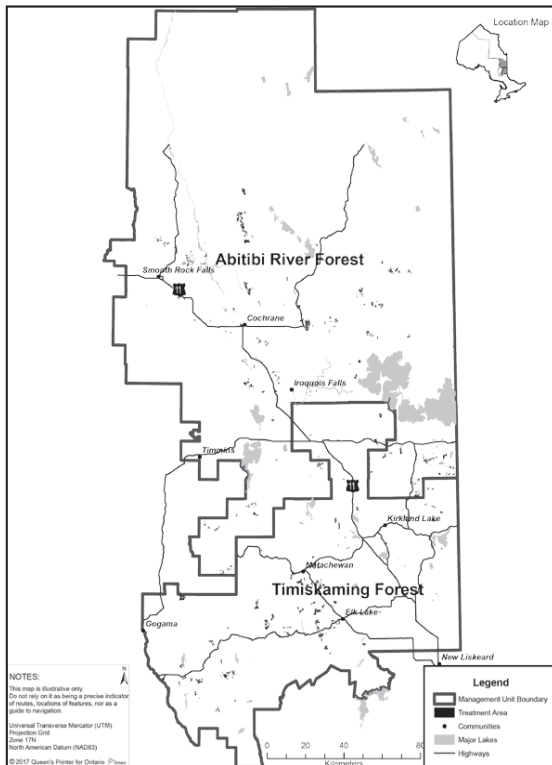 Location Map
Abitibi River Forest
Smooth Rock Falls
11
Cochrane
Iroquois Falls
Timmins
11
Kirkland Lake
Matachewan
Timiskaming Forest
Elk Lake
Gogama
New Liskeard
NOTES:
This map is illustrative only.
Do not rely on it as being a precise indicator
of routes, locations of features, nor as a
guide to navigation.
Universal Transverse Mercator (UTM)
Projection Grid
Zone 17N
North American Datum (NAD83)
© 2017 Queen's Printer for Ontario
N
Legend
Management Unit Boundary
Treatment Area
Communities
Major Lakes
Highways
0 20 40 60 80
Kilometers